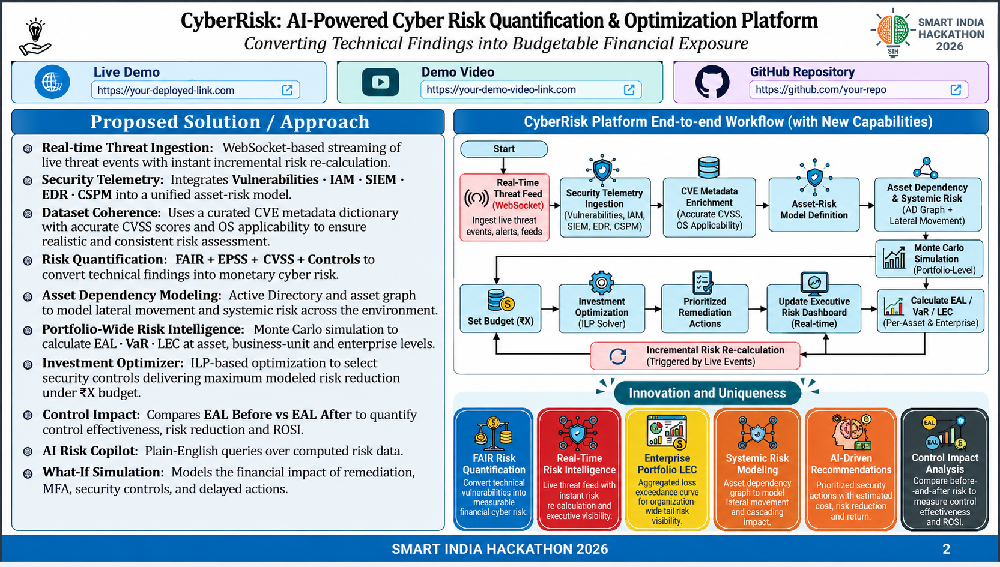 CyberRisk: AI-Powered Cyber Risk Quantification & Optimization Platform
Converting Technical Findings into Budgetable Financial Exposure
SIH
SMART INDIA
HACKATHON
2026
Live Demo
https://your-deployed-link.com
Demo Video
https://your-demo-video-link.com
GitHub Repository
https://github.com/your-repo
Proposed Solution / Approach
Real-time Threat Ingestion: WebSocket-based streaming of
live threat events with instant incremental risk re-calculation.
Security Telemetry: Integrates Vulnerabilities · IAM · SIEM ·
EDR · CSPM into a unified asset-risk model.
Dataset Coherence: Uses a curated CVE metadata dictionary
with accurate CVSS scores and OS applicability to ensure
realistic and consistent risk assessment.
Risk Quantification: FAIR + EPSS + CVSS + Controls to
convert technical findings into monetary cyber risk.
Asset Dependency Modeling: Active Directory and asset graph
to model lateral movement and systemic risk across the environment.
Portfolio-Wide Risk Intelligence: Monte Carlo simulation to
calculate EAL · VaR · LEC at asset, business-unit and enterprise levels.
Investment Optimizer: ILP-based optimization to select
security controls delivering maximum modeled risk reduction
under ₹X budget.
Control Impact: Compares EAL Before vs EAL After to quantify
control effectiveness, risk reduction and ROSI.
AI Risk Copilot: Plain-English queries over computed risk data.
What-If Simulation: Models the financial impact of remediation,
MFA, security controls, and delayed actions.
CyberRisk Platform End-to-end Workflow (with New Capabilities)
Start
Real-Time
Threat Feed
(WebSocket)
Ingest live threat
events, alerts, feeds
Security Telemetry
Ingestion
(Vulnerabilities, IAM,
SIEM, EDR, CSPM)
CVE Metadata
Enrichment
(Accurate CVSS,
OS Applicability)
Asset-Risk
Model Definition
Asset Dependency
& Systemic Risk
(AD Graph +
Lateral Movement)
Monte Carlo
Simulation
(Portfolio-Level)
Set Budget (₹X)
Investment
Optimization
(ILP Solver)
Prioritized
Remediation
Actions
Update Executive
Risk Dashboard
(Real-time)
Calculate EAL /
VaR / LEC
(Per-Asset & Enterprise)
Incremental Risk Re-calculation
(Triggered by Live Events)
Innovation and Uniqueness
FAIR Risk
Quantification
Convert technical
vulnerabilities into
measurable
financial cyber risk.
Real-Time
Risk Intelligence
Live threat feed with
instant risk
re-calculation and
executive visibility.
Enterprise
Portfolio LEC
Aggregated loss
exceedance curve
for organization-
wide tail risk
visibility.
Systemic Risk
Modeling
Asset dependency
graph to model
lateral movement
and cascading
impact.
AI-Driven
Recommendations
Prioritized security
actions with estimated
cost, risk reduction
and return.
EAL
EAL
Control Impact
Analysis
Compare before-
-and-after risk to
measure control
effectiveness
and ROSI.
SMART INDIA HACKATHON 2026
2